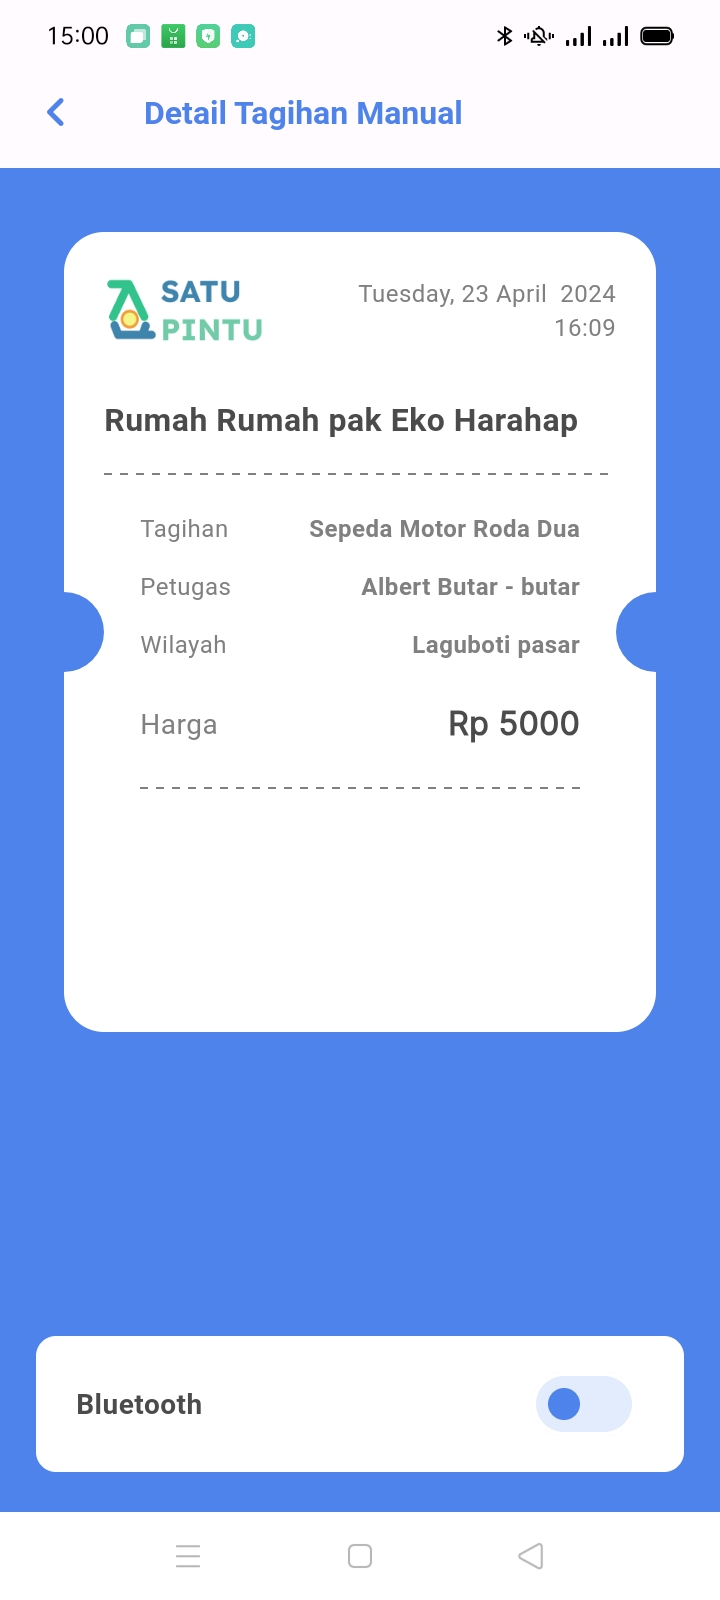 15:00
Detail Tagihan Manual
SATU PINTU
Tuesday, 23 April 2024
16:09
Rumah Rumah pak Eko Harahap
Tagihan Sepeda Motor Roda Dua
Petugas Albert Butar - butar
Wilayah Laguboti pasar
Harga Rp 5000
Bluetooth